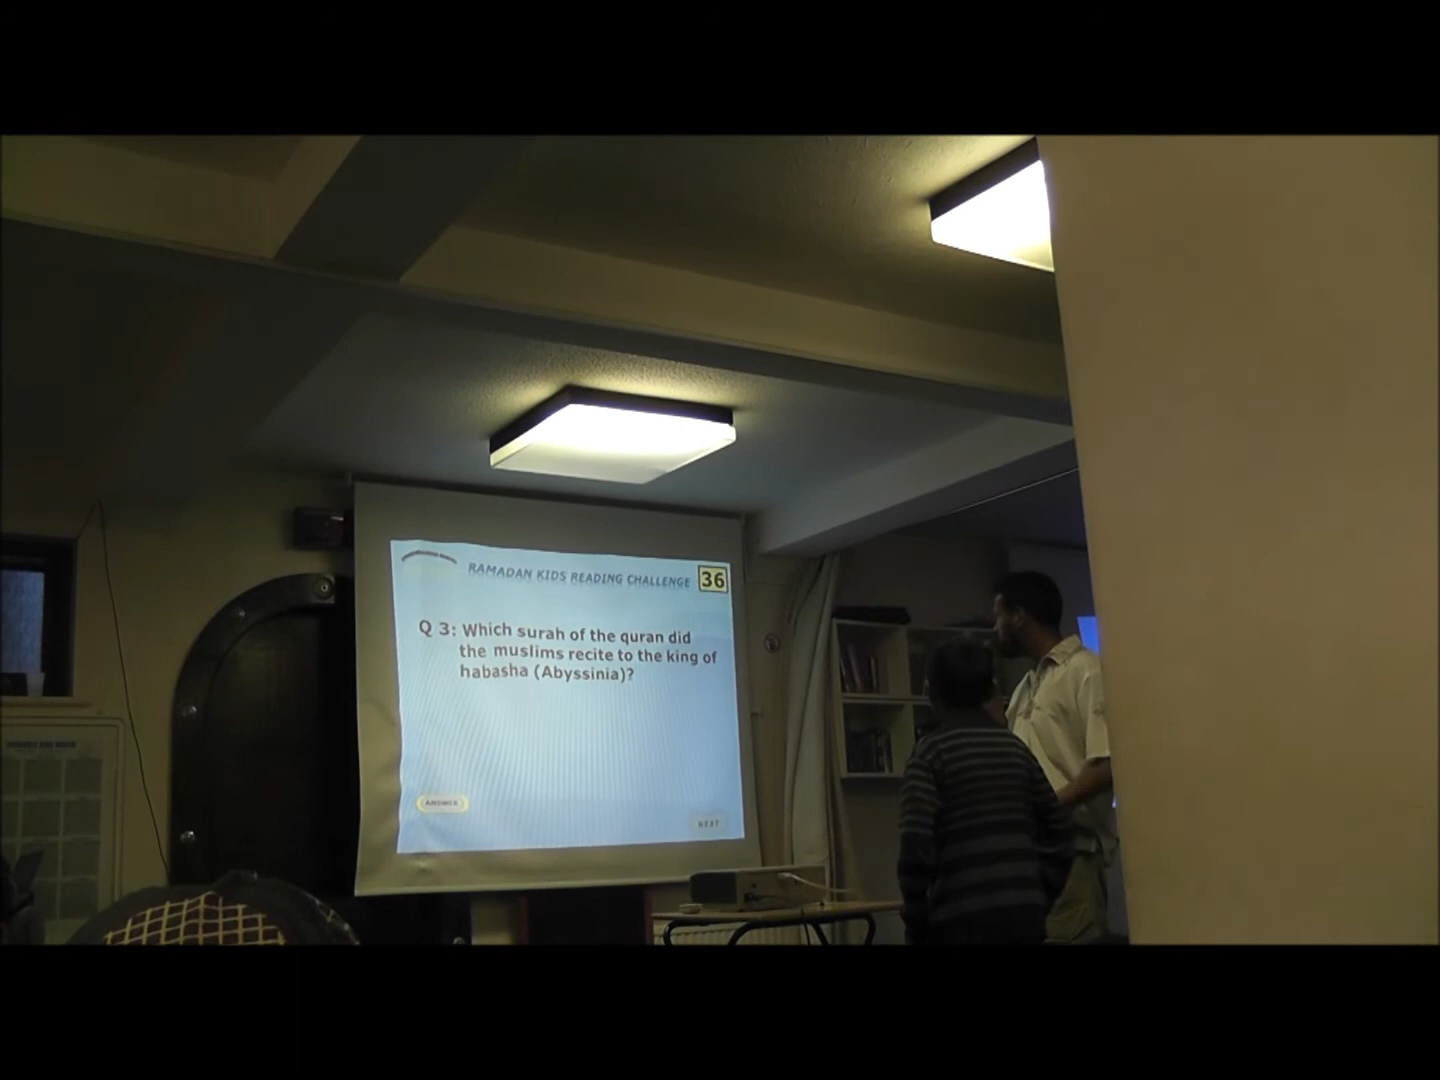 RAMADAN KIDS READING CHALLENGE 36
Q 3: Which surah of the quran did
the muslims recite to the king of
habasha (Abyssinia)?
ANSWER
NEXT